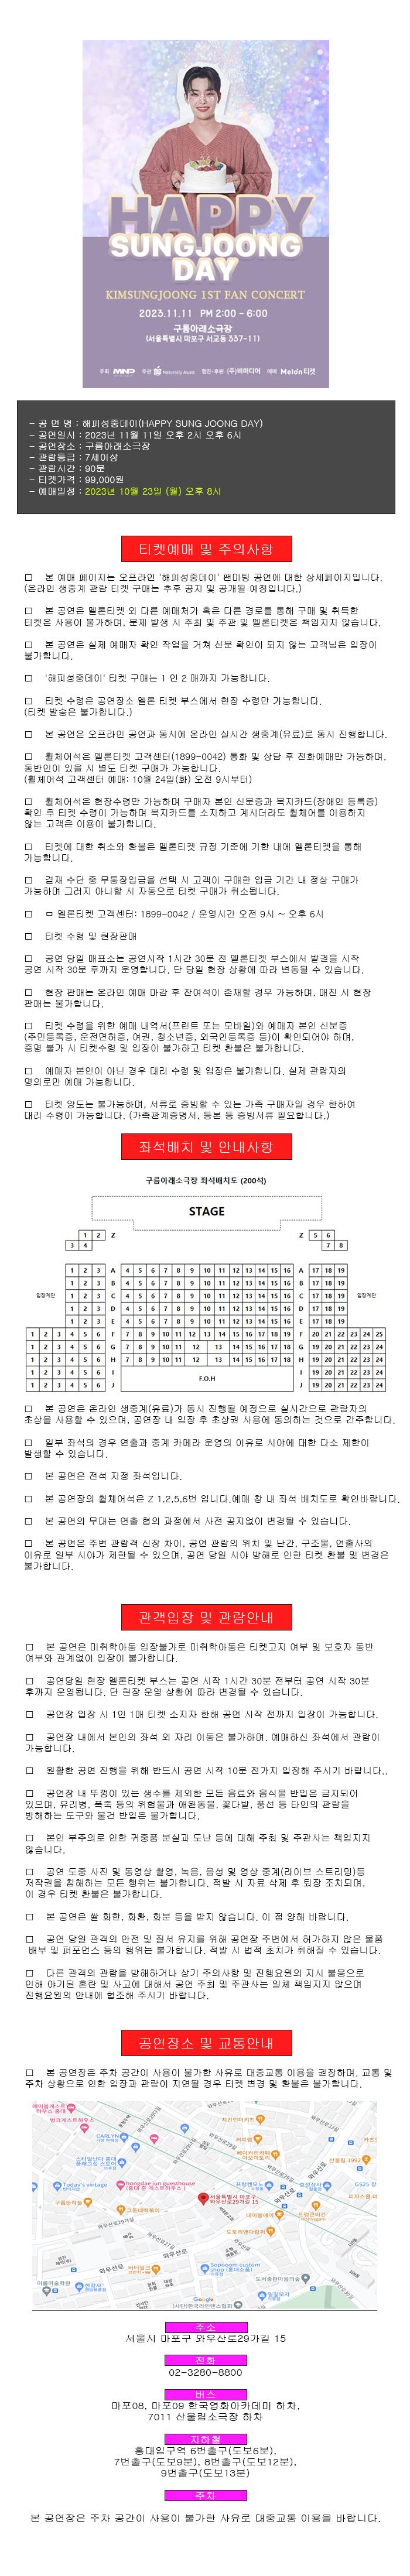 HAPPY
SUNGJOONG
DAY
KIMSUNGJOONG 1ST FAN CONCERT
2023.11.11 PM 2:00 - 6:00
구름아래소극장
(서울특별시 마포구 서교동 337-11)
주최 MNP 주관 Naturally Music 협찬·후원 (주)비미디어 예매 Melon 티켓
- 공 연 명 : 해피성중데이(HAPPY SUNG JOONG DAY)
- 공연일시 : 2023년 11월 11일 오후 2시 오후 6시
- 공연장소 : 구름아래소극장
- 관람등급 : 7세이상
- 관람시간 : 90분
- 티켓가격 : 99,000원
- 예매일정 : 2023년 10월 23일 (월) 오후 8시
티켓예매 및 주의사항
□ 본 예매 페이지는 오프라인 '해피성중데이' 팬미팅 공연에 대한 상세페이지입니다.
(온라인 생중계 관람 티켓 구매는 추후 공지 및 공개될 예정입니다.)
□ 본 공연은 멜론티켓 외 다른 예매처가 혹은 다른 경로를 통해 구매 및 취득한
티켓은 사용이 불가하며, 문제 발생 시 주최 및 주관 및 멜론티켓은 책임지지 않습니다.
□ 본 공연은 실제 예매자 확인 작업을 거쳐 신분 확인이 되지 않는 고객님은 입장이
불가합니다.
□ '해피성중데이' 티켓 구매는 1 인 2 매까지 가능합니다.
□ 티켓 수령은 공연장소 멜론 티켓 부스에서 현장 수령만 가능합니다.
(티켓 발송은 불가합니다.)
□ 본 공연은 오프라인 공연과 동시에 온라인 실시간 생중계(유료)로 동시 진행합니다.
□ 휠체어석은 멜론티켓 고객센터(1899-0042) 통화 및 상담 후 전화예매만 가능하며,
동반인이 있을 시 별도 티켓 구매가 가능합니다.
(휠체어석 고객센터 예매: 10월 24일(화) 오전 9시부터)
□ 휠체어석은 현장수령만 가능하며 구매자 본인 신분증과 복지카드(장애인 등록증)
확인 후 티켓 수령이 가능하며 복지카드를 소지하고 계시더라도 휠체어를 이용하지
않는 고객은 이용이 불가합니다.
□ 티켓에 대한 취소와 환불은 멜론티켓 규정 기준에 기한 내에 멜론티켓을 통해
가능합니다.
□ 결재 수단 중 무통장입금을 선택 시 고객이 구매한 입금 기간 내 정상 구매가
가능하며 그러지 아니할 시 자동으로 티켓 구매가 취소됩니다.
□ ㅁ 멜론티켓 고객센터: 1899-0042 / 운영시간 오전 9시 ~ 오후 6시
□ 티켓 수령 및 현장판매
□ 공연 당일 매표소는 공연시작 1시간 30분 전 멜론티켓 부스에서 발권을 시작
공연 시작 30분 후까지 운영합니다. 단 당일 현장 상황에 따라 변동될 수 있습니다.
□ 현장 판매는 온라인 예매 마감 후 잔여석이 존재할 경우 가능하며, 매진 시 현장
판매는 불가합니다.
□ 티켓 수령을 위한 예매 내역서(프린트 또는 모바일)와 예매자 본인 신분증
(주민등록증, 운전면허증, 여권, 청소년증, 외국인등록증 등)이 확인되어야 하며,
증명 불가 시 티켓수령 및 입장이 불가하고 티켓 환불은 불가합니다.
□ 예매자 본인이 아닌 경우 대리 수령 및 입장은 불가합니다. 실제 관람자의
명의로만 예매 가능합니다.
□ 티켓 양도는 불가능하며, 서류로 증빙할 수 있는 가족 구매자일 경우 한하여
대리 수령이 가능합니다. (가족관계증명서, 등본 등 증빙서류 필요합니다.)
좌석배치 및 안내사항
구름아래소극장 좌석배치도 (200석)
STAGE
1 2 Z Z 5 6
3 4 7 8
1 2 3 A 4 5 6 7 8 9 10 11 12 13 14 15 16 A 17 18 19
1 2 3 B 4 5 6 7 8 9 10 11 12 13 14 15 16 B 17 18 19
입장계단 1 2 3 C 4 5 6 7 8 9 10 11 12 13 14 15 16 C 17 18 19 입장계단
1 2 3 D 4 5 6 7 8 9 10 11 12 13 14 15 16 D 17 18 19
1 2 3 E 4 5 6 7 8 9 10 11 12 13 14 15 16 E 17 18 19
1 2 3 4 5 6 F 7 8 9 10 11 12 13 14 15 16 17 18 19 F 20 21 22 23 24 25
1 2 3 4 5 6 G 7 8 9 10 11 12 13 14 15 16 17 18 G 19 20 21 22 23 24
1 2 3 4 5 6 H 7 8 9 10 11 12 13 14 15 16 17 18 H 19 20 21 22 23 24
1 2 3 4 5 6 I I 19 20 21 22 23 24
F.O.H
1 2 3 4 5 6 J J 19 20 21 22 23 24
□ 본 공연은 온라인 생중계(유료)가 동시 진행될 예정으로 실시간으로 관람자의
초상을 사용할 수 있으며, 공연장 내 입장 후 초상권 사용에 동의하는 것으로 간주합니다.
□ 일부 좌석의 경우 연출과 중계 카메라 운영의 이유로 시야에 대한 다소 제한이
발생할 수 있습니다.
□ 본 공연은 전석 지정 좌석입니다.
□ 본 공연장의 휠체어석은 Z 1,2,5,6번 입니다.예매 창 내 좌석 배치도로 확인바랍니다.
□ 본 공연의 무대는 연출 협의 과정에서 사전 공지없이 변경될 수 있습니다.
□ 본 공연은 주변 관람객 신장 차이, 공연 관람의 위치 및 난간, 구조물, 연출사의
이유로 일부 시야가 제한될 수 있으며, 공연 당일 시야 방해로 인한 티켓 환불 및 변경은
불가합니다.
관객입장 및 관람안내
□ 본 공연은 미취학아동 입장불가로 미취학아동은 티켓고지 여부 및 보호자 동반
여부와 관계없이 입장이 불가합니다.
□ 공연당일 현장 멜론티켓 부스는 공연 시작 1시간 30분 전부터 공연 시작 30분
후까지 운영됩니다. 단 현장 운영 상황에 따라 변경될 수 있습니다.
□ 공연장 입장 시 1인 1매 티켓 소지자 한해 공연 시작 전까지 입장이 가능합니다.
□ 공연장 내에서 본인의 좌석 외 자리 이동은 불가하며, 예매하신 좌석에서 관람이
가능합니다.
□ 원활한 공연 진행을 위해 반드시 공연 시작 10분 전가지 입장해 주시기 바랍니다..
□ 공연장 내 뚜껑이 있는 생수를 제외한 모든 음료와 음식물 반입은 금지되어
있으며, 유리병, 폭죽 등의 위험물과 애완동물, 꽃다발, 풍선 등 타인의 관람을
방해하는 도구와 물건 반입은 불가합니다.
□ 본인 부주의로 인한 귀중품 분실과 도난 등에 대해 주최 및 주관사는 책임지지
않습니다.
□ 공연 도중 사진 및 동영상 촬영, 녹음, 음성 및 영상 중계(라이브 스트리밍)등
저작권을 침해하는 모든 행위는 불가합니다. 적발 시 자료 삭제 후 퇴장 조치되며,
이 경우 티켓 환불은 불가합니다.
□ 본 공연은 쌀 화한, 화환, 화분 등을 받지 않습니다. 이 점 양해 바랍니다.
□ 공연 당일 관객의 안전 및 질서 유지를 위해 공연장 주변에서 허가하지 않은 물품
배부 및 퍼포먼스 등의 행위는 불가합니다. 적발 시 법적 초치가 취해질 수 있습니다.
□ 다른 관객의 관람을 방해하거나 상기 주의사항 및 진행요원의 지시 불응으로
인해 야기된 혼란 및 사고에 대해서 공연 주최 및 주관사는 일체 책임지지 않으며
진행요원의 안내에 협조해 주시기 바랍니다.
공연장소 및 교통안내
□ 본 공연장은 주차 공간이 사용이 불가한 사유로 대중교통 이용을 권장하며, 교통 및
주차 상황으로 인한 입장과 관람이 지연될 경우 티켓 변경 및 환불은 불가합니다.
CARLYN
Today's vintage
hongdae jun guesthouse
서울특별시 마포
와우산로29가길 15
와우산로
Sopooom custom
shop
산울림 1992
Google
주소
서울시 마포구 와우산로29가길 15
전화
02-3280-8800
버스
마포08, 마포09 한국영화아카데미 하차,
7011 산울림소극장 하차
지하철
홍대입구역 6번출구(도보6분),
7번출구(도보9분), 8번출구(도보12분),
9번출구(도보13분)
주차
본 공연장은 주차 공간이 사용이 불가한 사유로 대중교통 이용을 바랍니다.